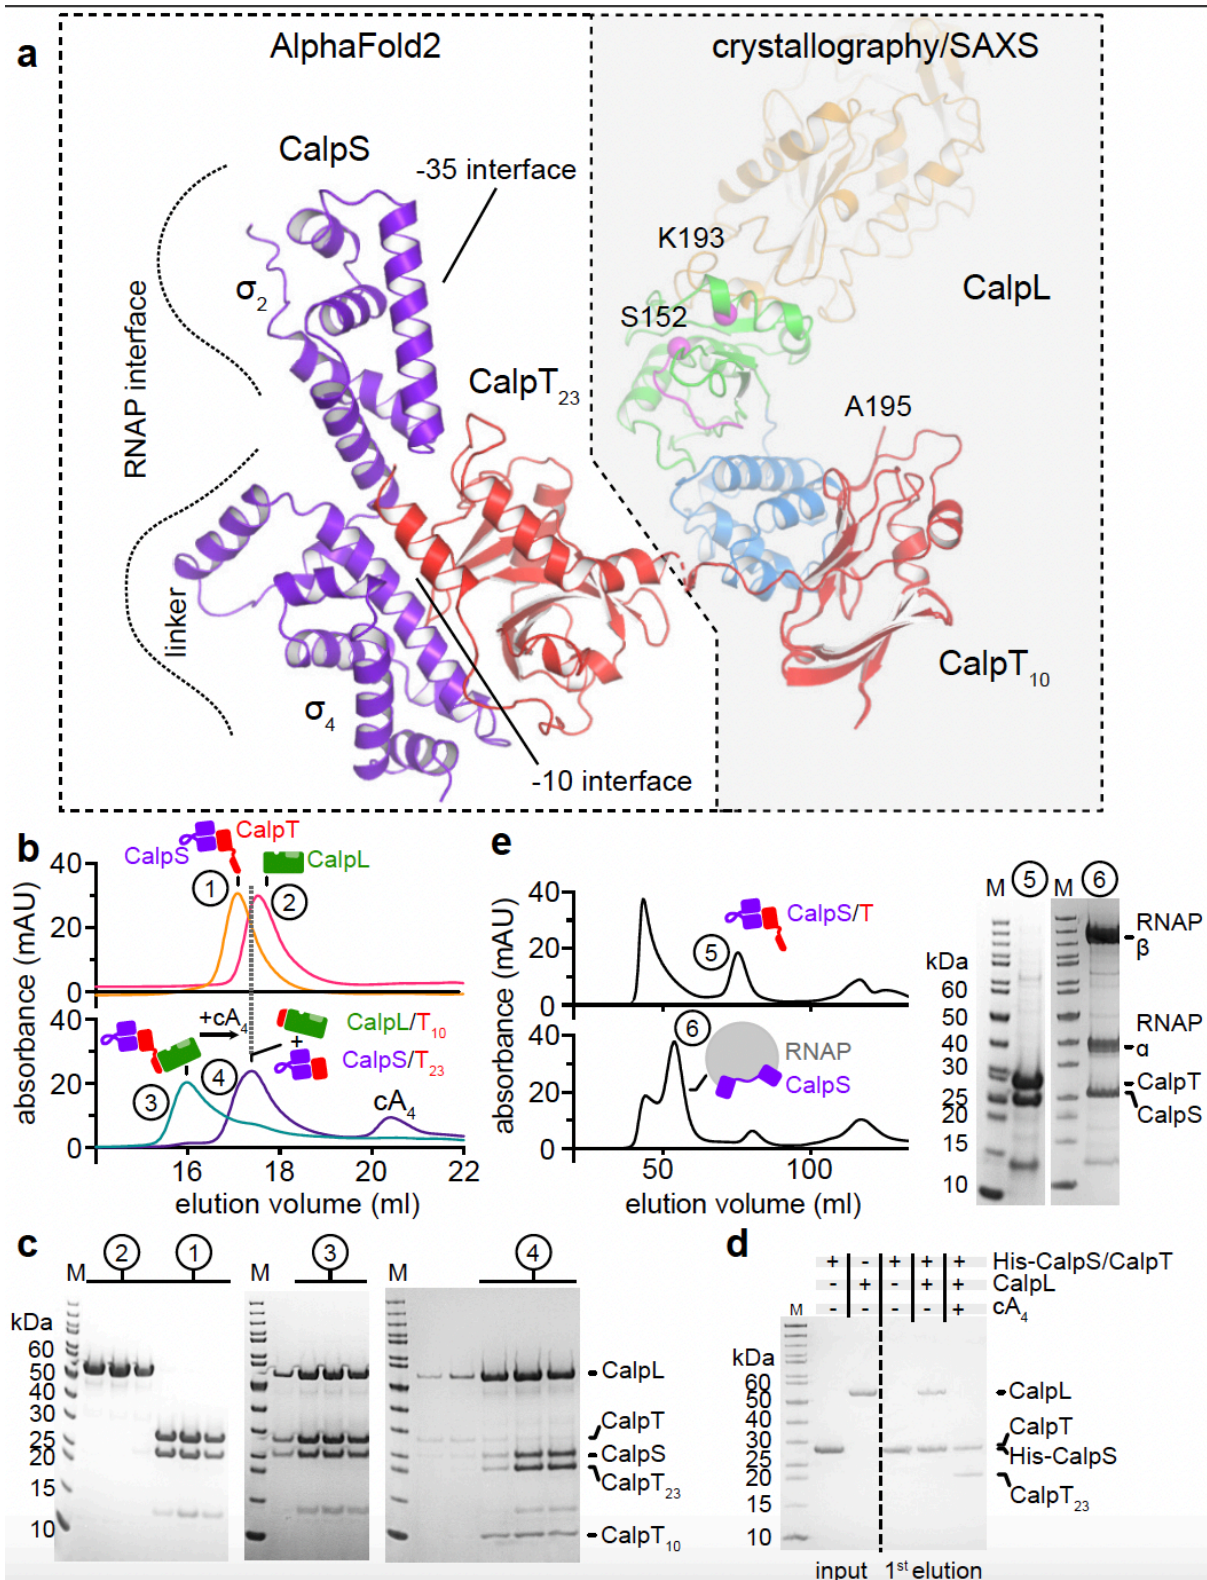 a
AlphaFold2
crystallography/SAXS
CalpS
-35 interface
K193
σ2
CalpL
S152
RNAP interface
CalpT23
A195
linker
CalpT10
σ4
-10 interface
b
CalpT
CalpS
CalpL
40
1
2
20
0
absorbance (mAU)
40
+cA4
CalpL/T10
+
CalpS/T23
20
3
4
cA4
0
16 18 20 22
elution volume (ml)
e
40
CalpS/T
5
20
0
absorbance (mAU)
40
6
RNAP
CalpS
20
0
50 100
elution volume (ml)
M 5 M 6
kDa
60
50
40
30
25
20
15
10
RNAP
β
RNAP
α
CalpT
CalpS
c
2 1 3 4
M M M
kDa
60
50
40
30
25
20
15
10
CalpL
CalpT
CalpS
CalpT23
CalpT10
d
+ - + + + His-CalpS/CalpT
- + - + + CalpL
M - - - - + cA4
kDa
60
50
40
30
25
20
15
10
CalpL
CalpT
His-CalpS
CalpT23
input 1st elution